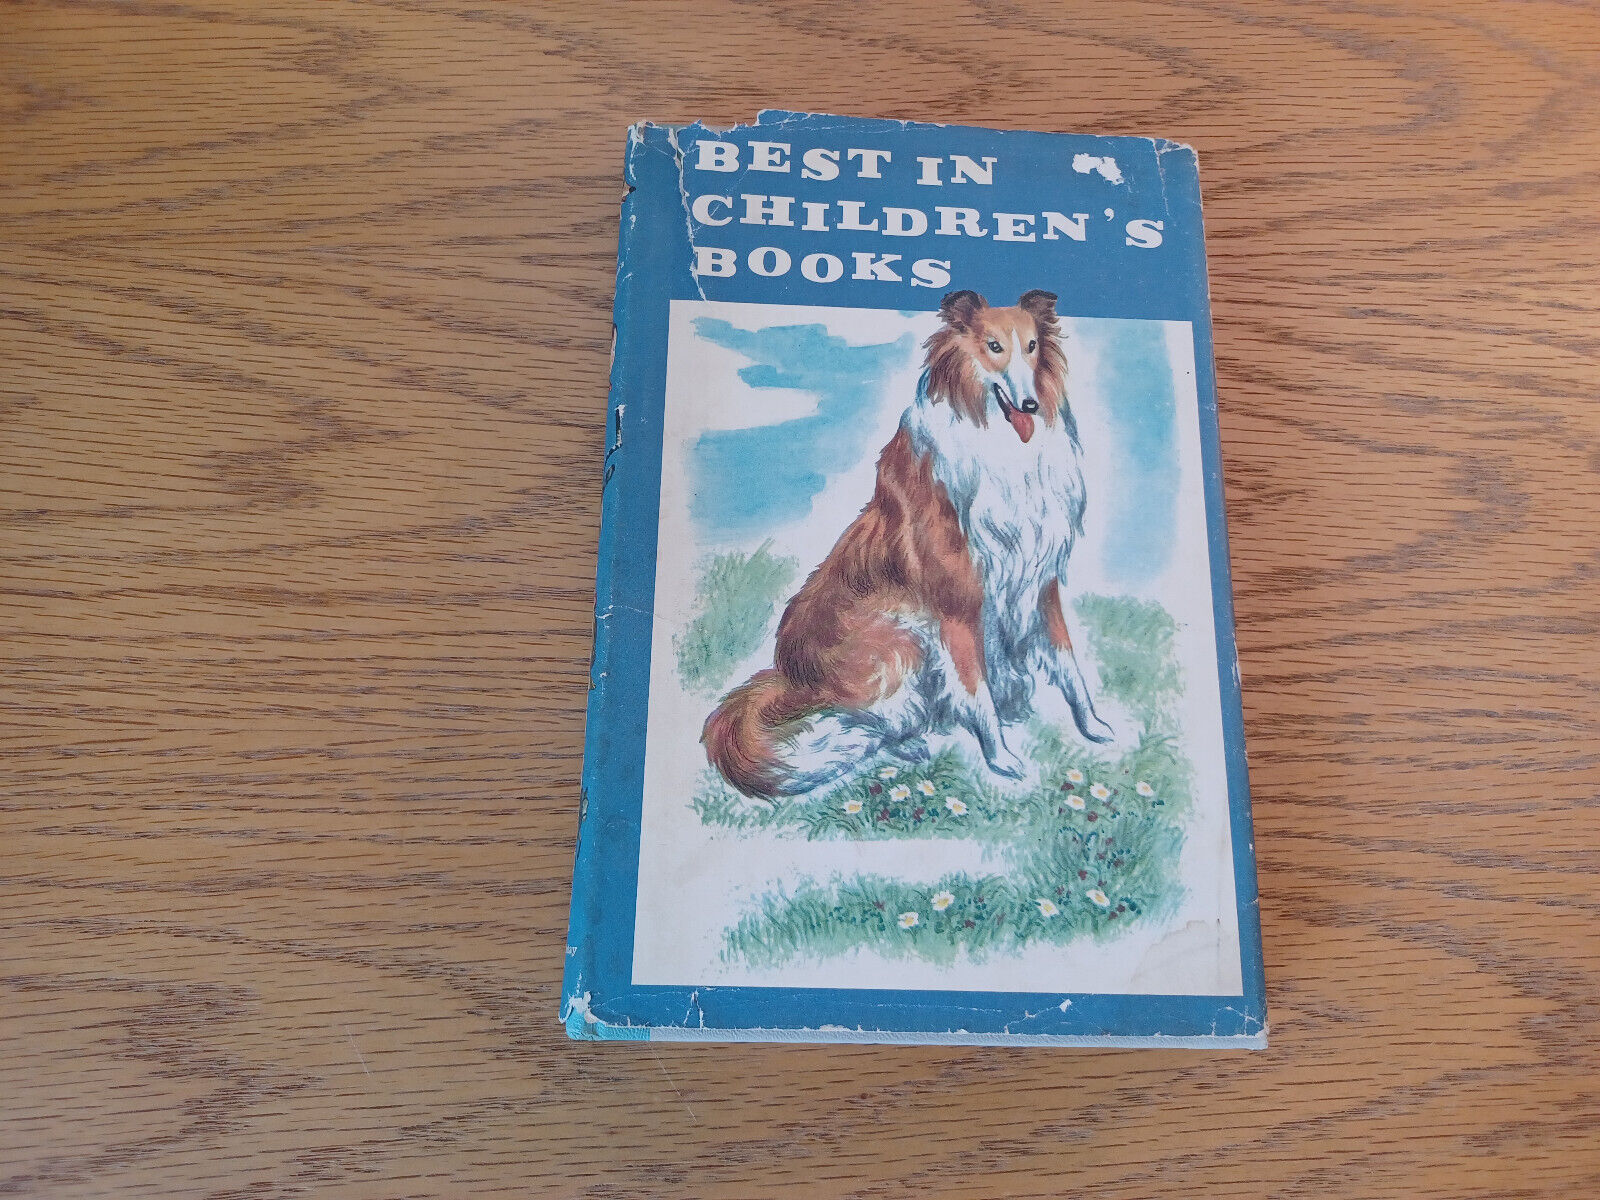 BEST IN
CHILDREN'S
BOOKS